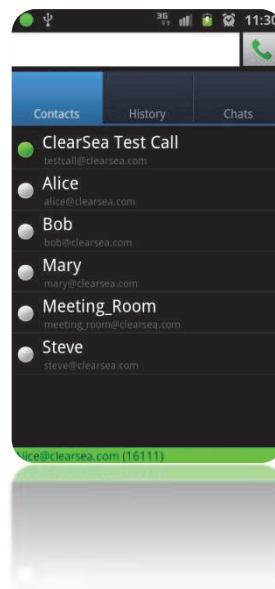 3G
11:30
Contacts
History
Chats
ClearSea Test Call
testcall@clearsea.com
Alice
alice@clearsea.com
Bob
bob@clearsea.com
Mary
mary@clearsea.com
Meeting_Room
meeting_room@clearsea.com
Steve
steve@clearsea.com
Alice@clearsea.com (16111)